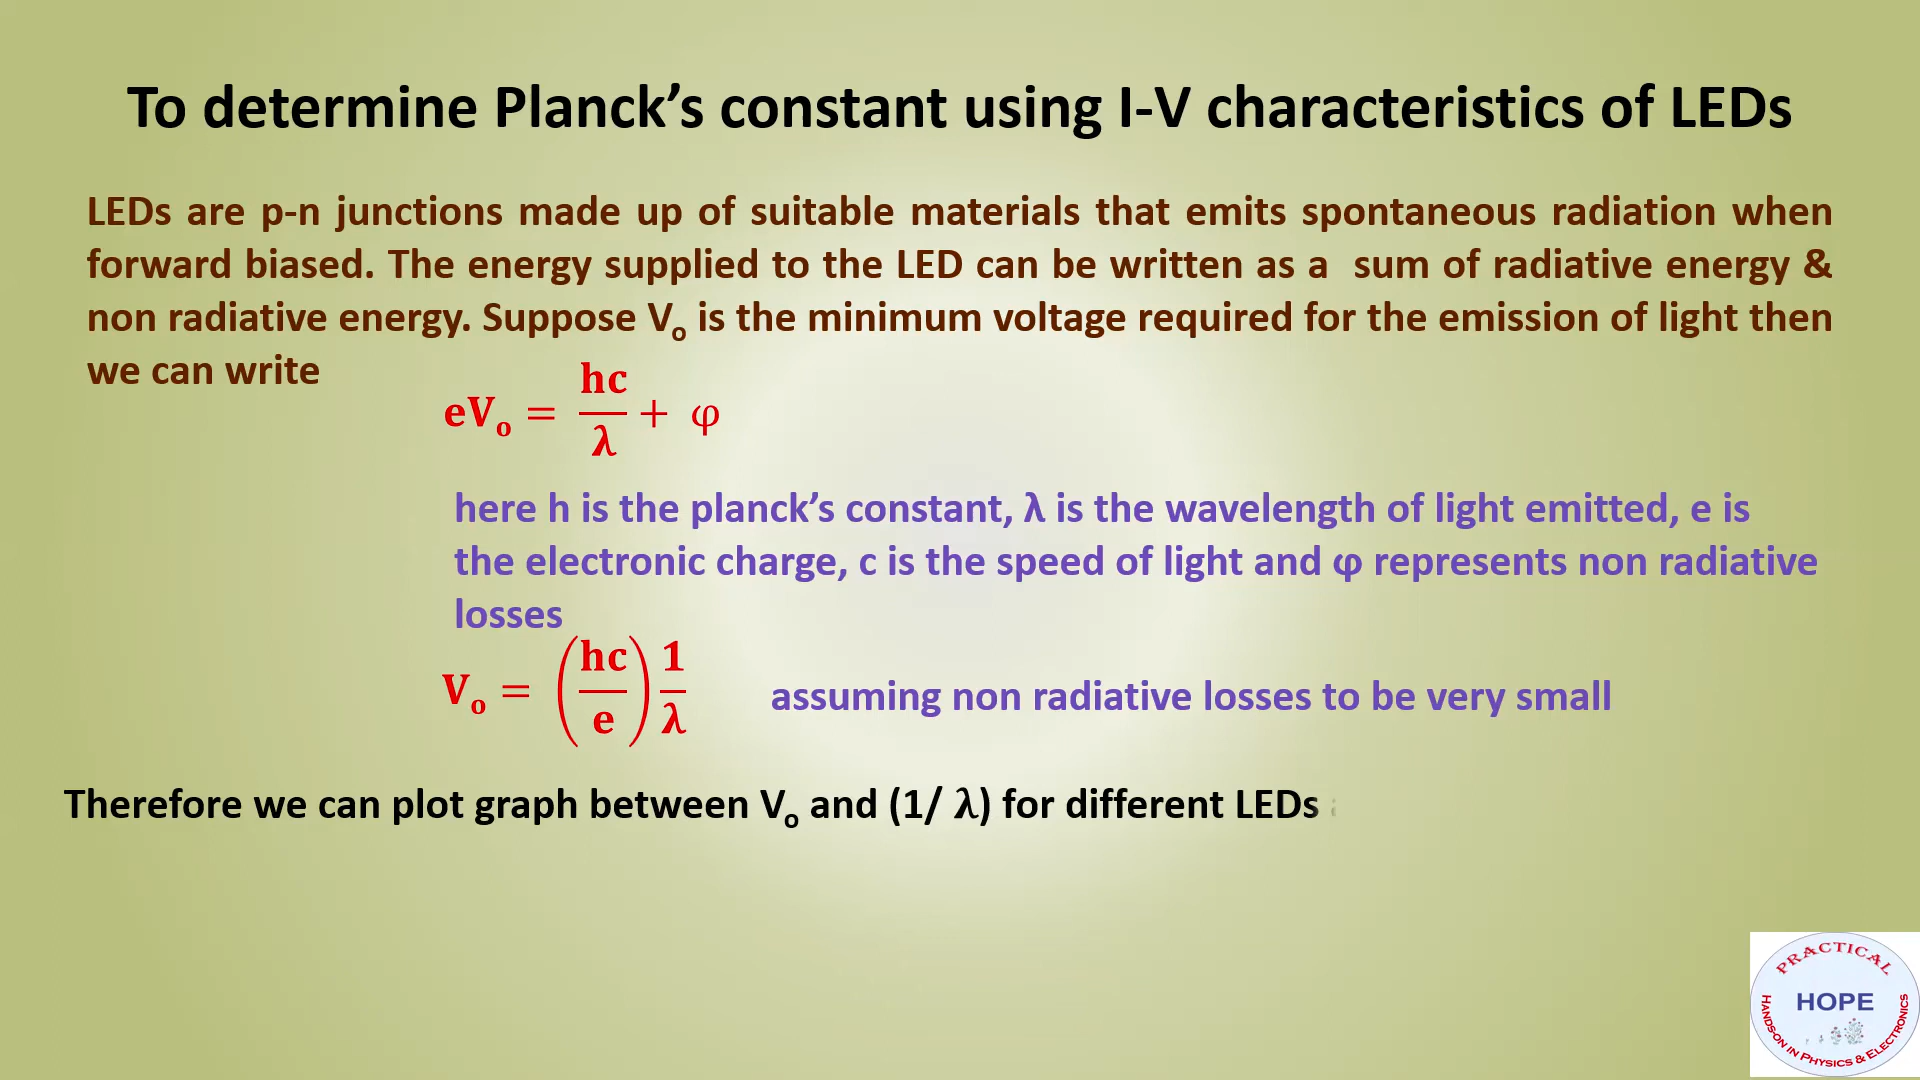 To determine Planck’s constant using I-V characteristics of LEDs
LEDs are p-n junctions made up of suitable materials that emits spontaneous radiation when
forward biased. The energy supplied to the LED can be written as a sum of radiative energy &
non radiative energy. Suppose Vₒ is the minimum voltage required for the emission of light then
we can write
eVₒ = hc/λ + φ
here h is the planck’s constant, λ is the wavelength of light emitted, e is
the electronic charge, c is the speed of light and φ represents non radiative
losses
Vₒ = (hc/e) 1/λ assuming non radiative losses to be very small
Therefore we can plot graph between Vₒ and (1/ λ) for different LEDs
PRACTICAL
HOPE
HANDS-ON IN PHYSICS & ELECTRONICS